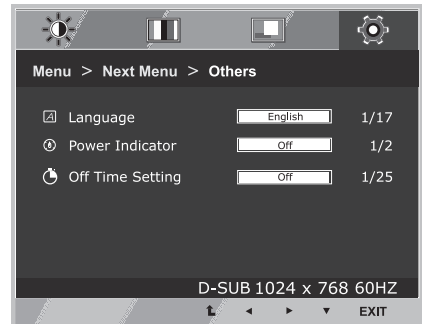 Menu > Next Menu > Others
Language English 1/17
Power Indicator Off 1/2
Off Time Setting Off 1/25
D-SUB 1024 x 768 60HZ
EXIT